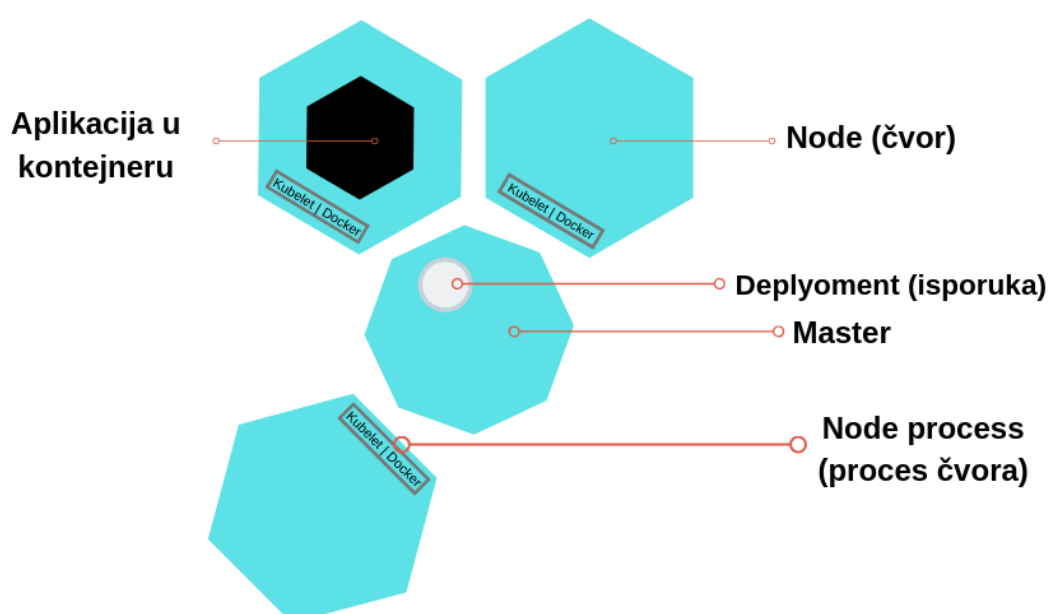 Aplikacija u
kontejneru
Kubelet | Docker
Kubelet | Docker
Node (čvor)
Deplyoment (isporuka)
Master
Kubelet | Docker
Node process
(proces čvora)